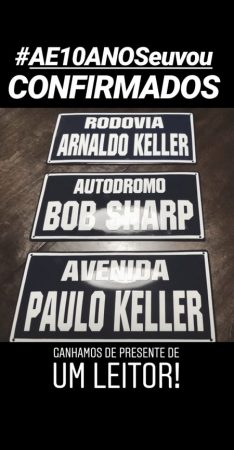 #AE10ANOSeuvou
CONFIRMADOS
RODOVIA
ARNALDO KELLER
AUTODROMO
BOB SHARP
AVENIDA
PAULO KELLER
GANHAMOS DE PRESENTE DE
UM LEITOR!